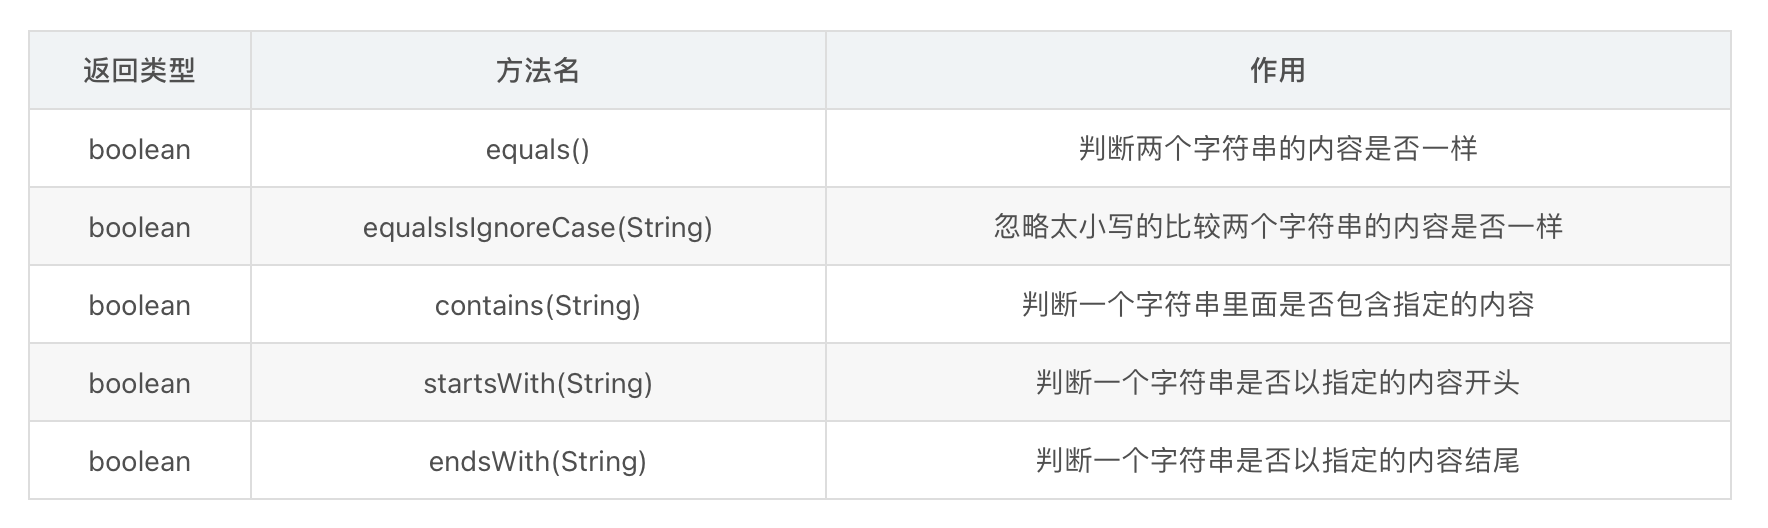 返回类型 方法名 作用
boolean equals() 判断两个字符串的内容是否一样
boolean equalsIsIgnoreCase(String) 忽略太小写的比较两个字符串的内容是否一样
boolean contains(String) 判断一个字符串里面是否包含指定的内容
boolean startsWith(String) 判断一个字符串是否以指定的内容开头
boolean endsWith(String) 判断一个字符串是否以指定的内容结尾